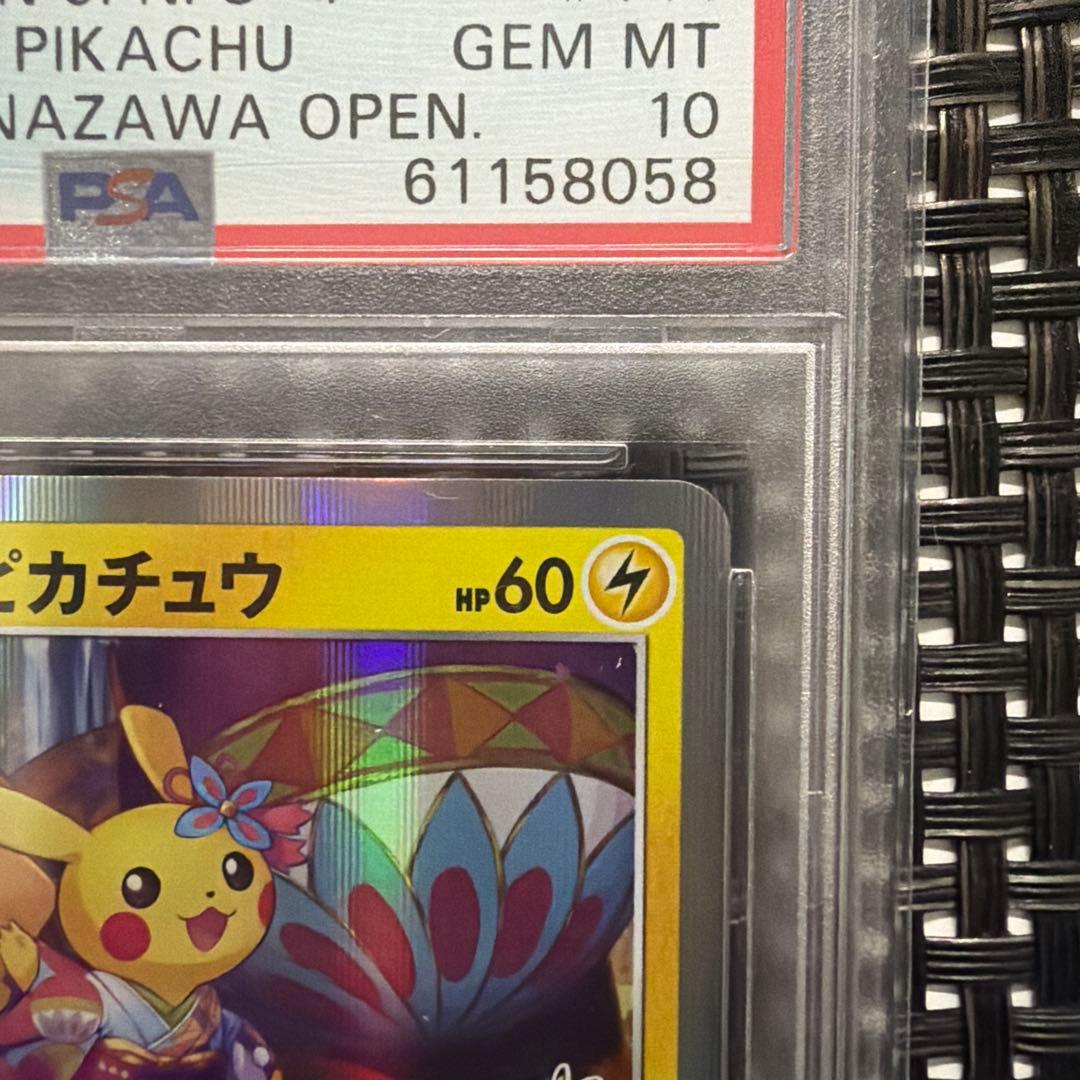 PIKACHU GEM MT
NAZAWA OPEN. 10
PSA 61158058
ピカチュウ HP60